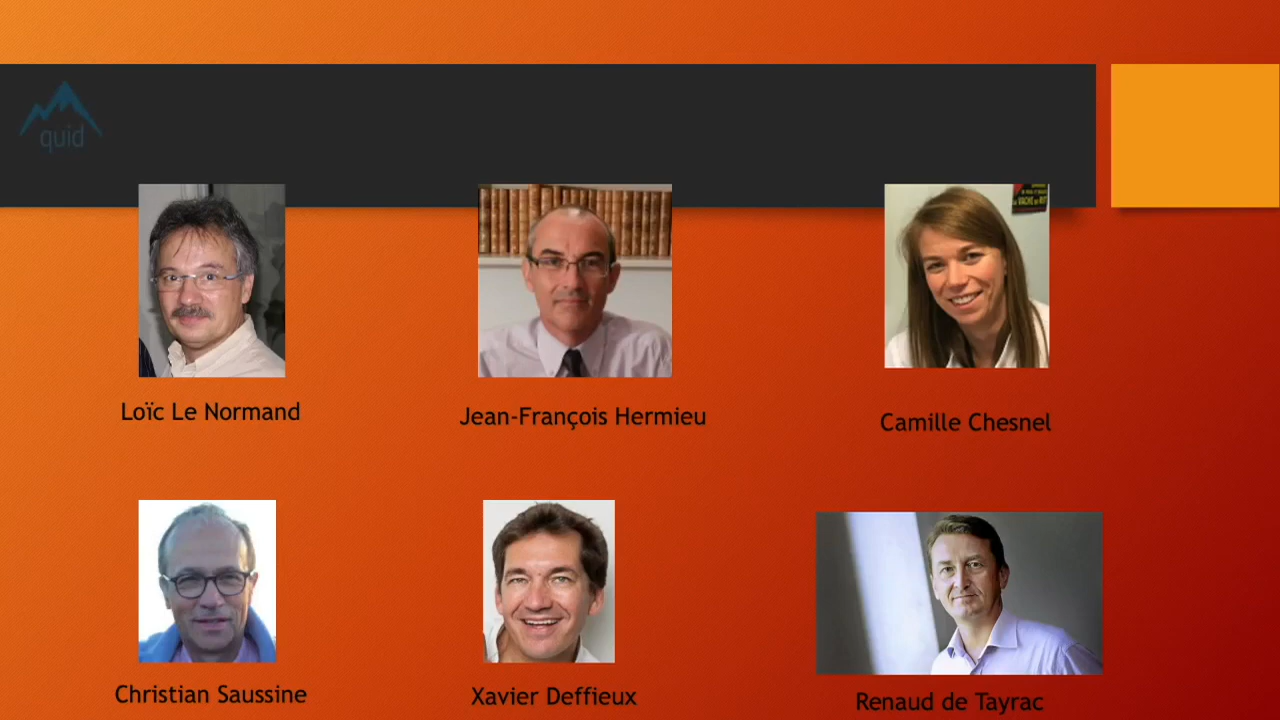 quid
Loïc Le Normand
Jean-François Hermieu
Camille Chesnel
Christian Saussine
Xavier Deffieux
Renaud de Tayrac